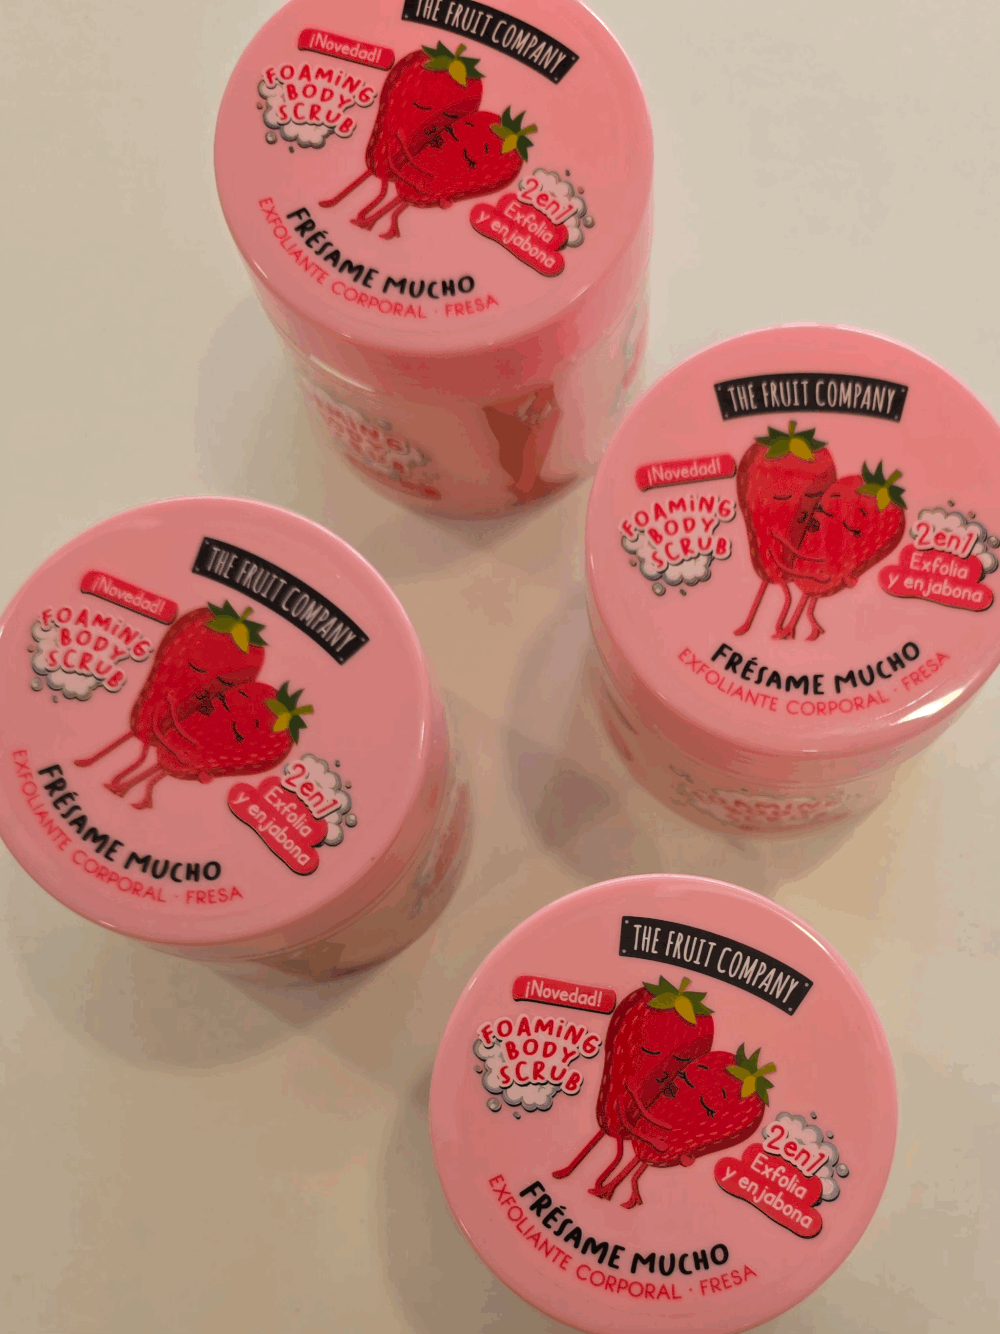 THE FRUIT COMPANY
¡Novedad!
FOAMiNG
BODY
SCRUB
2en1
Exfolia
y enjabona
FRÉSAME MUCHO
EXFOLIANTE CORPORAL · FRESA
THE FRUIT COMPANY
¡Novedad!
FOAMiNG
BODY
SCRUB
2en1
Exfolia
y enjabona
FRÉSAME MUCHO
EXFOLIANTE CORPORAL · FRESA
THE FRUIT COMPANY
¡Novedad!
FOAMiNG
BODY
SCRUB
2en1
Exfolia
y enjabona
FRÉSAME MUCHO
EXFOLIANTE CORPORAL · FRESA
THE FRUIT COMPANY
¡Novedad!
FOAMiNG
BODY
SCRUB
2en1
Exfolia
y enjabona
FRÉSAME MUCHO
EXFOLIANTE CORPORAL · FRESA